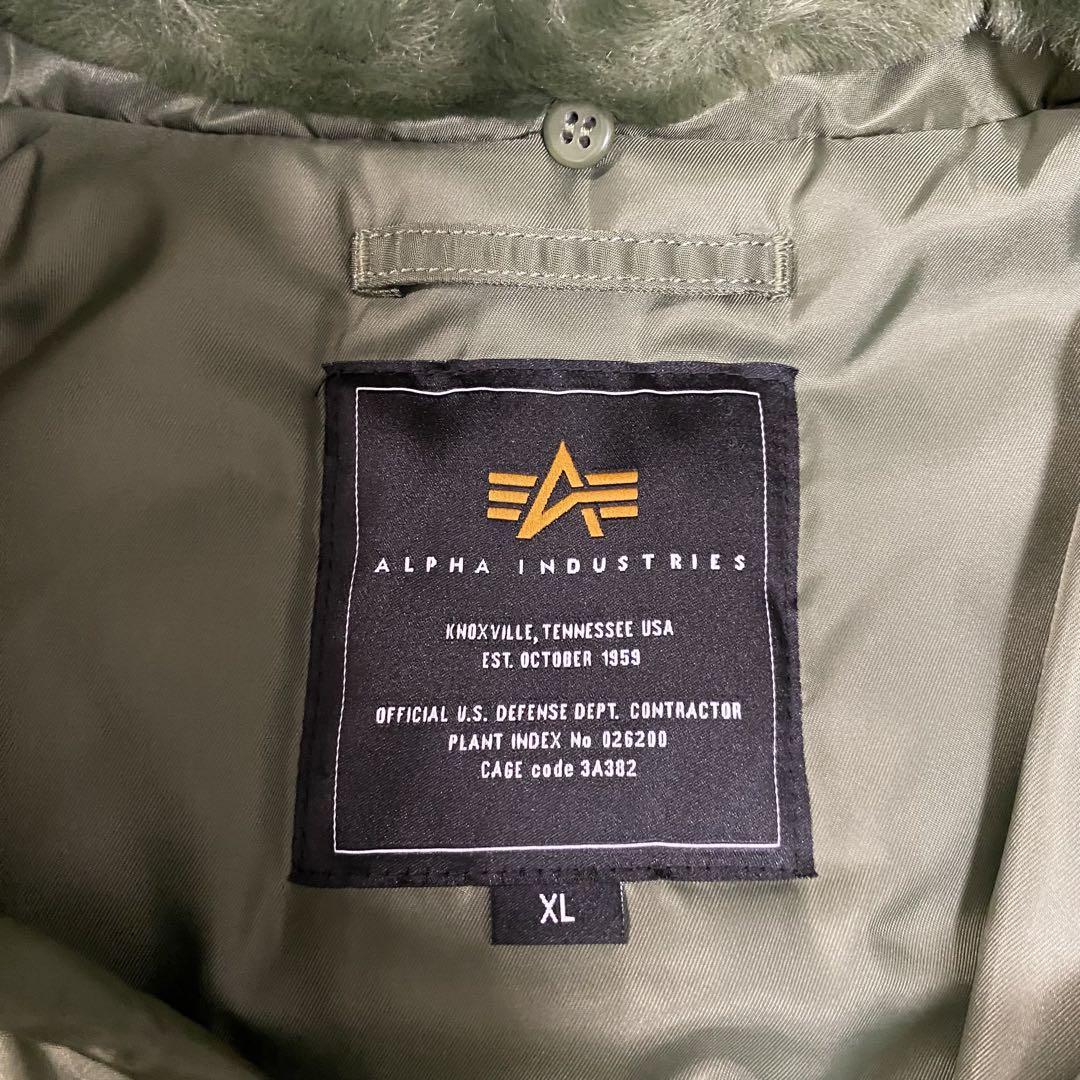 ALPHA INDUSTRIES
KNOXVILLE, TENNESSEE USA
EST. OCTOBER 1959
OFFICIAL U.S. DEFENSE DEPT. CONTRACTOR
PLANT INDEX No 026200
CAGE code 3A382
XL